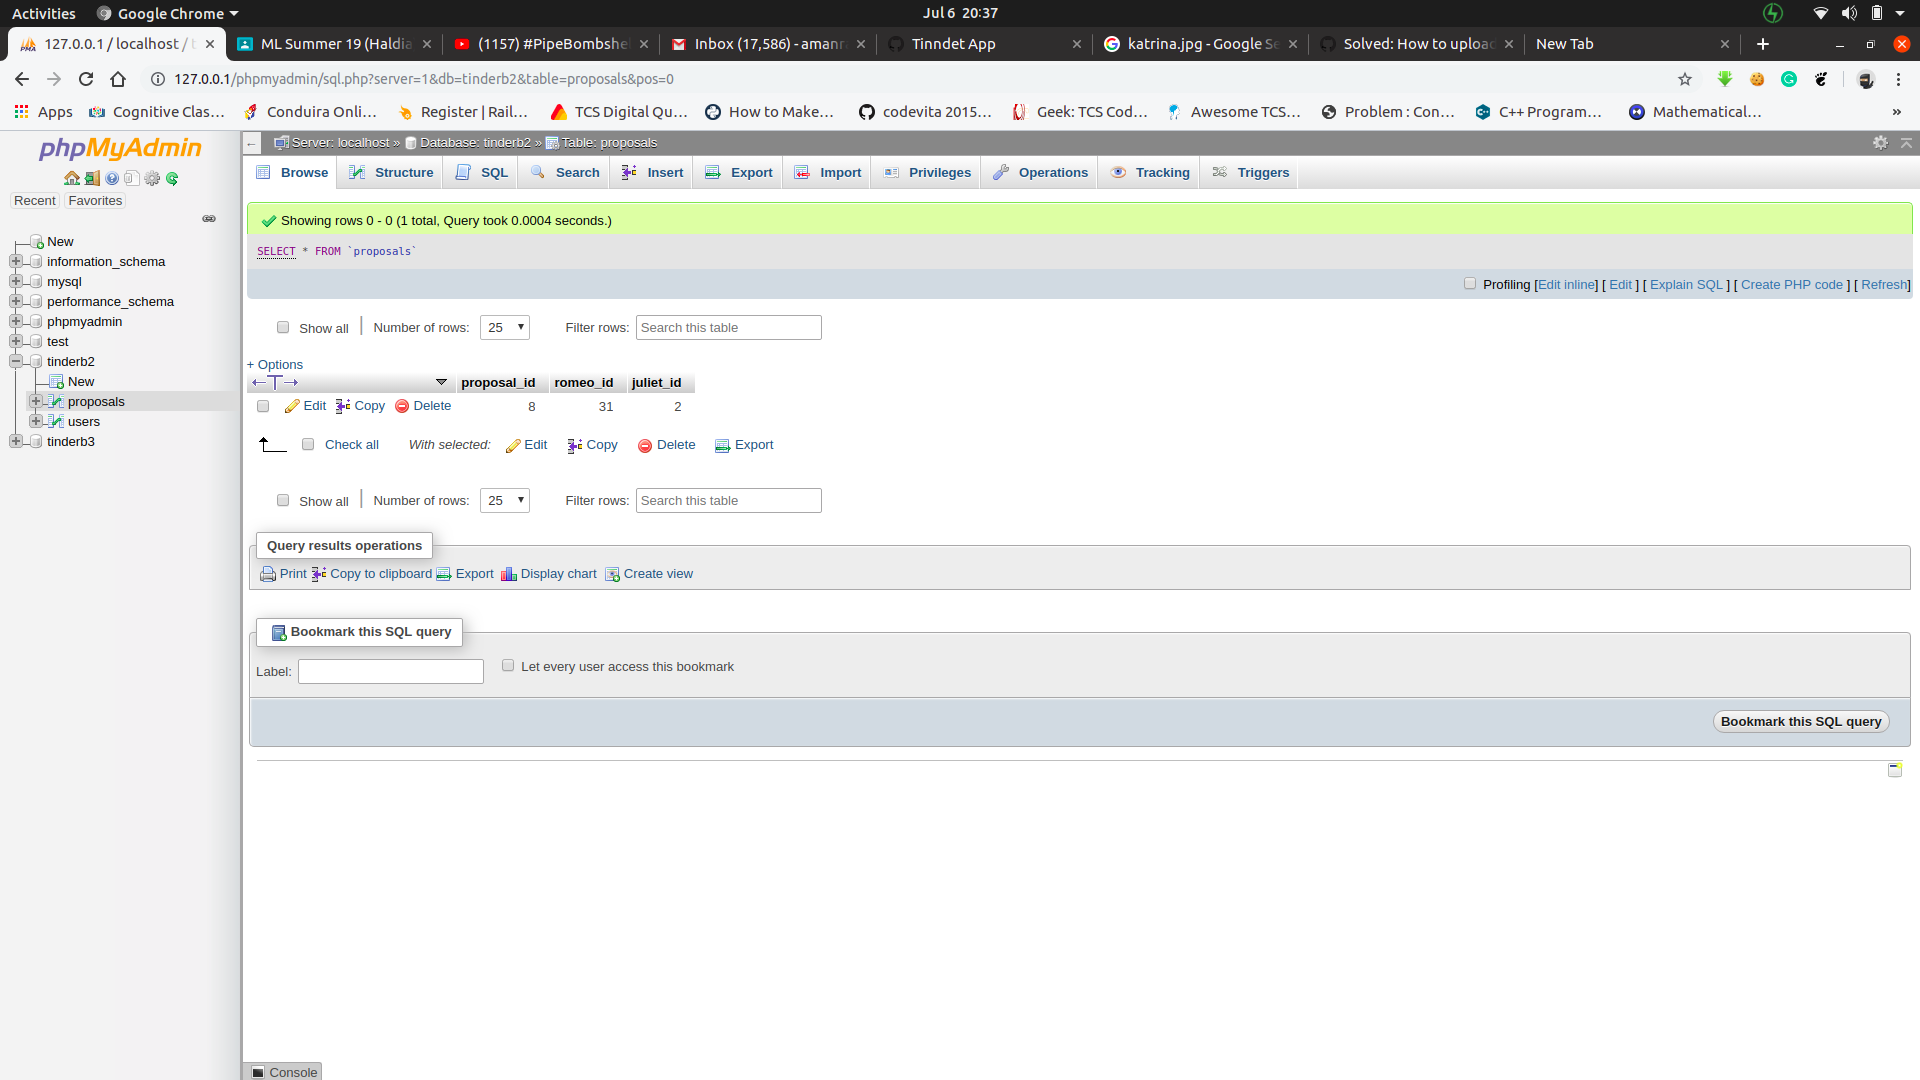 Activities Google Chrome Jul 6 20:37
127.0.0.1 / localhost / t ML Summer 19 (Haldia (1157) #PipeBombshel Inbox (17,586) - amanr Tinndet App katrina.jpg - Google Se Solved: How to upload New Tab
127.0.0.1/phpmyadmin/sql.php?server=1&db=tinderb2&table=proposals&pos=0
Apps Cognitive Clas... Conduira Onli... Register | Rail... TCS Digital Qu... How to Make... codevita 2015... Geek: TCS Cod... Awesome TCS... Problem : Con... C++ Program... Mathematical... »
phpMyAdmin
Recent Favorites
New
information_schema
mysql
performance_schema
phpmyadmin
test
tinderb2
New
proposals
users
tinderb3
Server: localhost » Database: tinderb2 » Table: proposals
Browse Structure SQL Search Insert Export Import Privileges Operations Tracking Triggers
Showing rows 0 - 0 (1 total, Query took 0.0004 seconds.)
SELECT * FROM `proposals`
Profiling [Edit inline] [ Edit ] [ Explain SQL ] [ Create PHP code ] [ Refresh]
Show all | Number of rows: 25 Filter rows: Search this table
+ Options
←T→ proposal_id romeo_id juliet_id
Edit Copy Delete 8 31 2
Check all With selected: Edit Copy Delete Export
Show all | Number of rows: 25 Filter rows: Search this table
Query results operations
Print Copy to clipboard Export Display chart Create view
Bookmark this SQL query
Label: Let every user access this bookmark
Bookmark this SQL query
Console